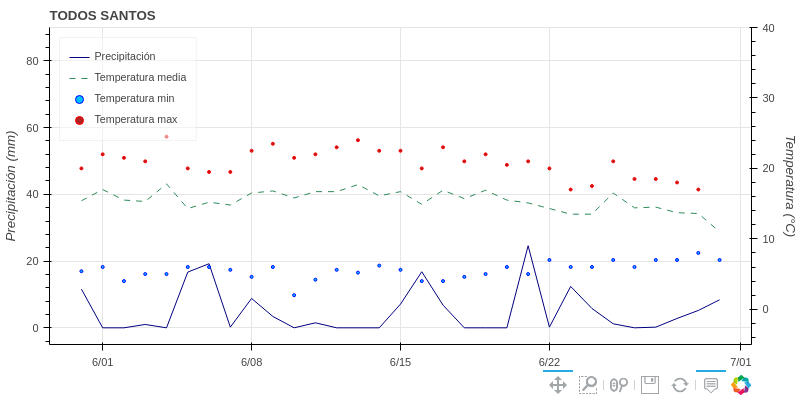 TODOS SANTOS
Precipitación
Temperatura media
Temperatura min
Temperatura max
Precipitación (mm)
80
60
40
20
0
Temperatura (°C)
40
30
20
10
0
6/01
6/08
6/15
6/22
7/01